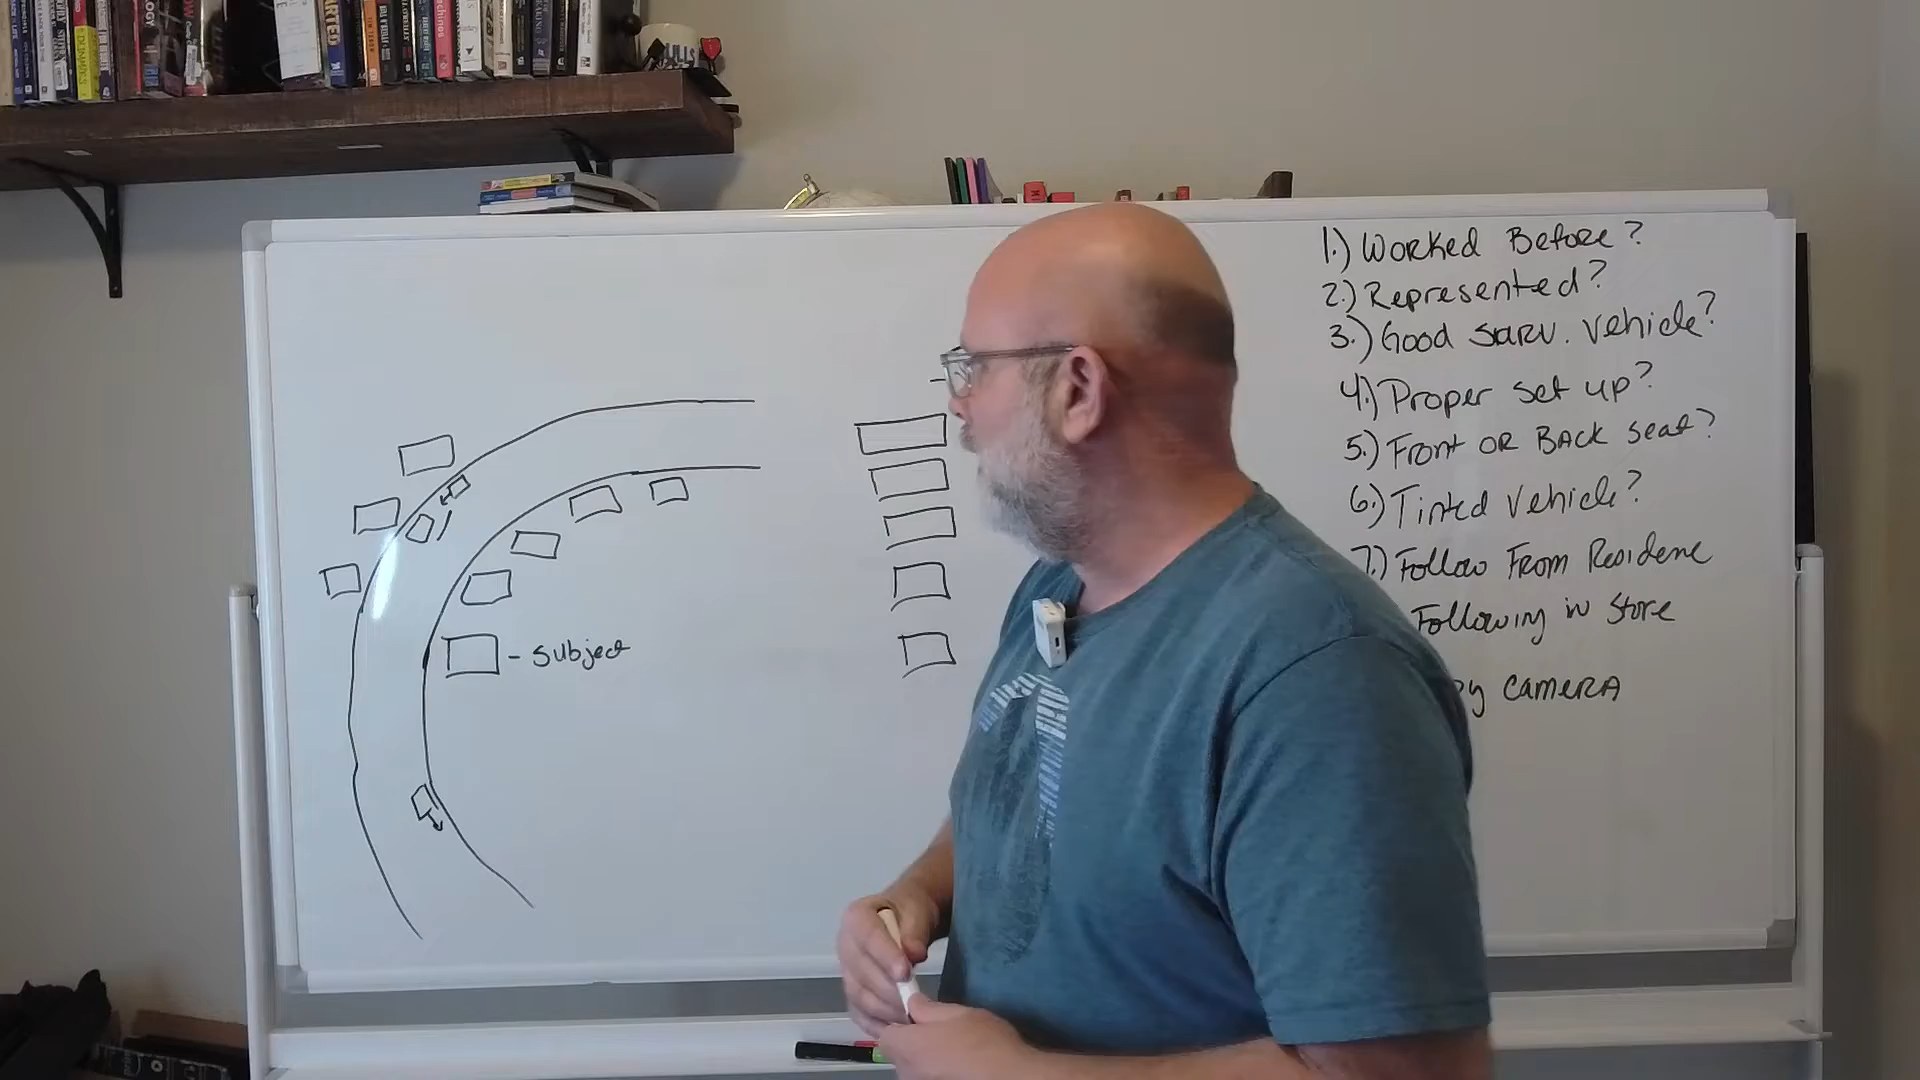 1.) Worked Before?
2.) Represented?
3.) Good Surv. Vehicle?
4.) Proper set up?
5.) Front OR Back seat?
6.) Tinted Vehicle?
7.) Follow From Residene
Following in Store
camera
- subject